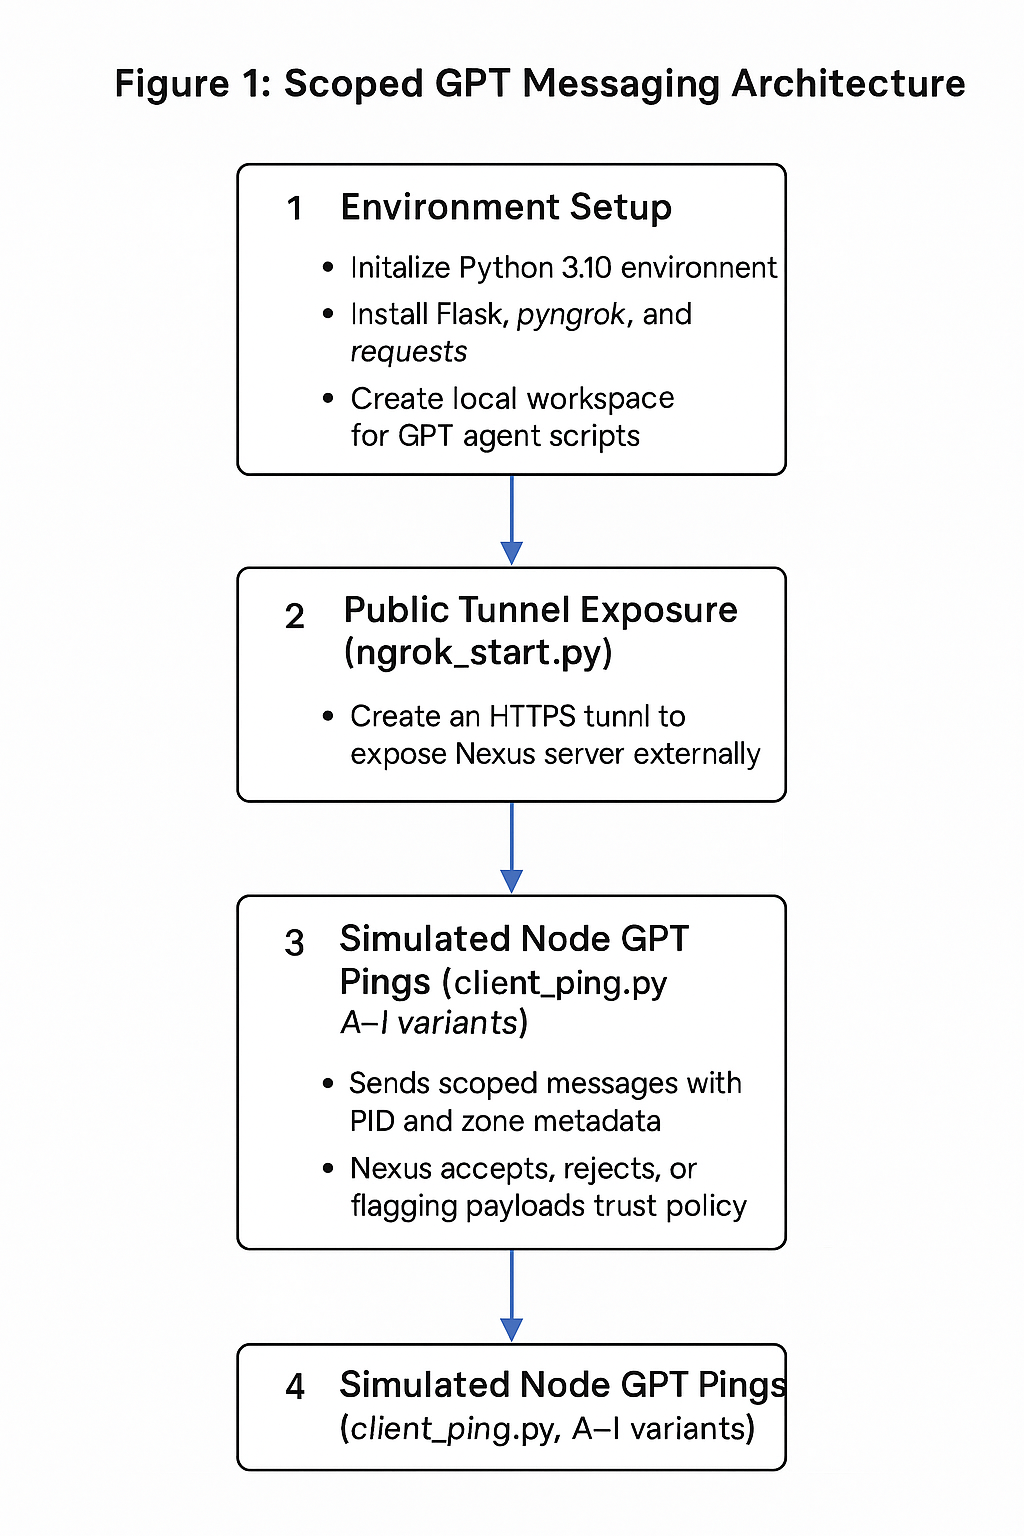 Figure 1: Scoped GPT Messaging Architecture
1 Environment Setup
• Initalize Python 3.10 environnent
• Install Flask, pyngrok, and
requests
• Create local workspace
for GPT agent scripts
2 Public Tunnel Exposure
(ngrok_start.py)
• Create an HTTPS tunnl to
expose Nexus server externally
3 Simulated Node GPT
Pings (client_ping.py
A–I variants)
• Sends scoped messages with
PID and zone metadata
• Nexus accepts, rejects, or
flagging payloads trust policy
4 Simulated Node GPT Pings
(client_ping.py, A–I variants)